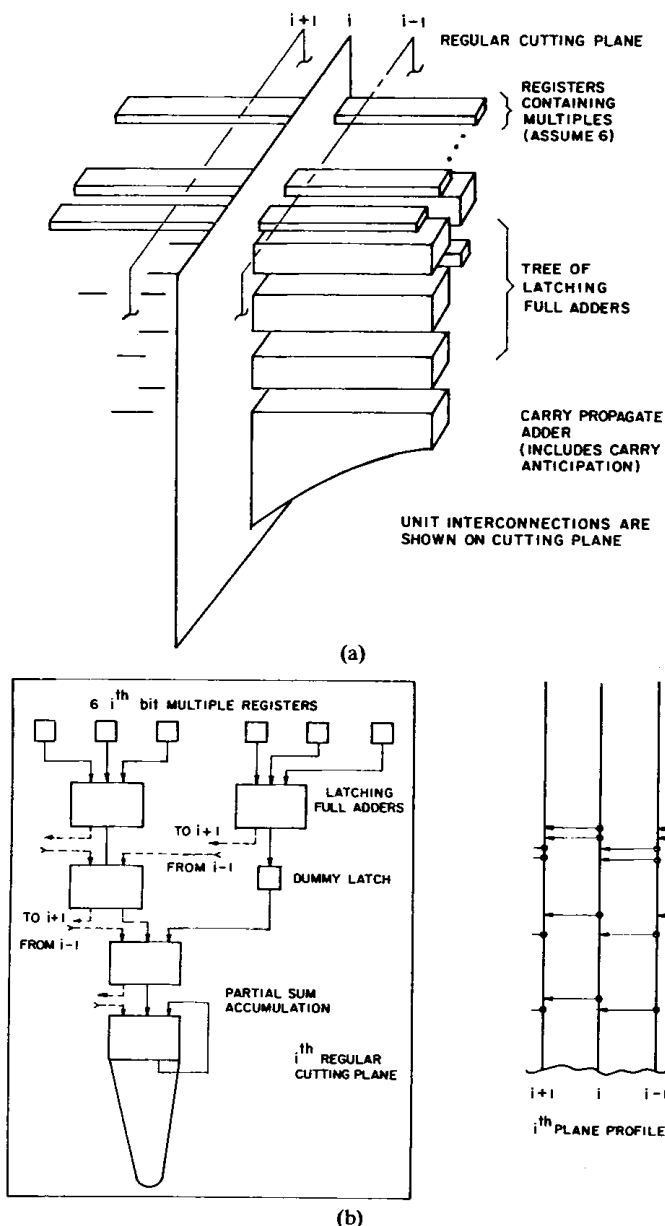 i+1 i i-1
REGULAR CUTTING PLANE
REGISTERS
CONTAINING
MULTIPLES
(ASSUME 6)
TREE OF
LATCHING
FULL ADDERS
CARRY PROPAGATE
ADDER
(INCLUDES CARRY
ANTICIPATION)
UNIT INTERCONNECTIONS ARE
SHOWN ON CUTTING PLANE
(a)
6 ith bit MULTIPLE REGISTERS
LATCHING
FULL ADDERS
TO i+1
FROM i-1
DUMMY LATCH
TO i+1
FROM i-1
PARTIAL SUM
ACCUMULATION
ith REGULAR
CUTTING PLANE
i+1 i i-1
ith PLANE PROFILE
(b)